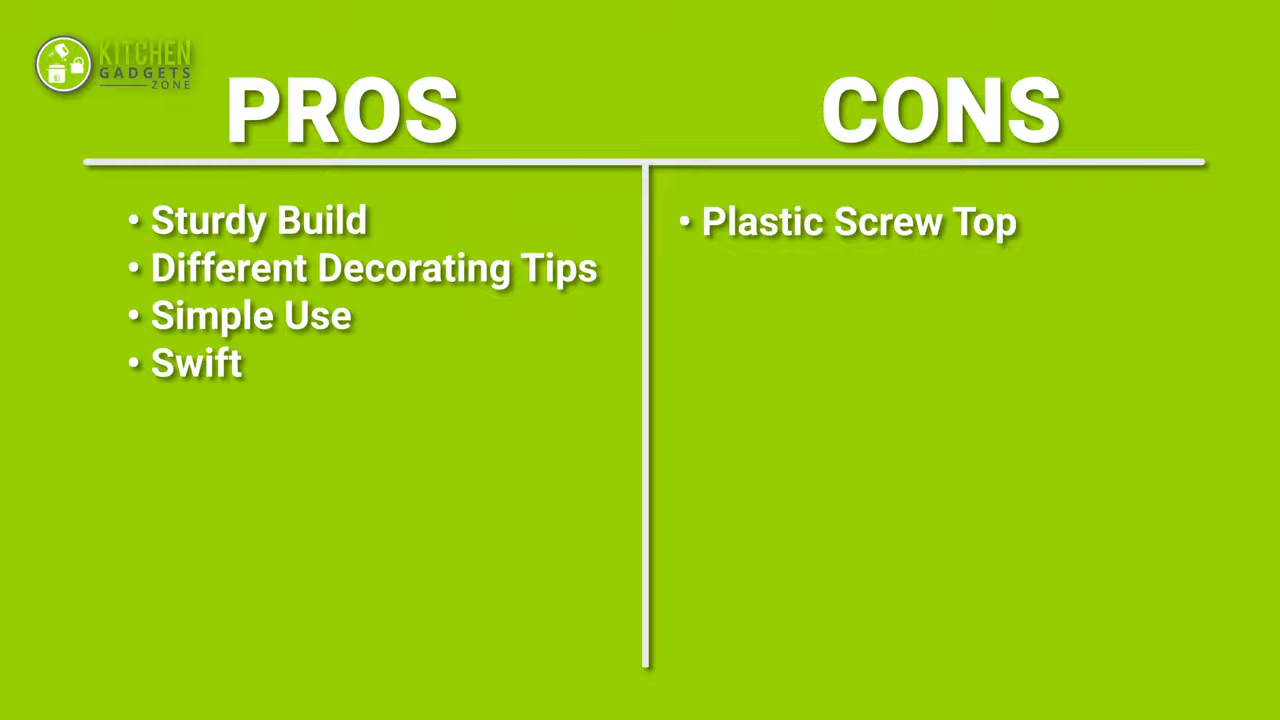 KITCHEN
GADGETS
ZONE
PROS
CONS
• Sturdy Build
• Different Decorating Tips
• Simple Use
• Swift
• Plastic Screw Top